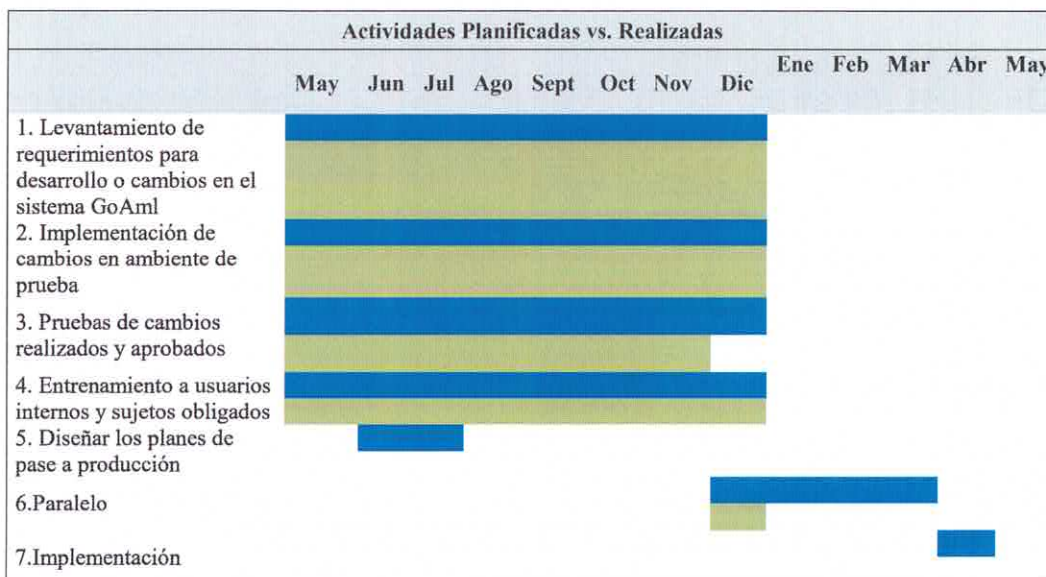 Actividades Planificadas vs. Realizadas
May Jun Jul Ago Sept Oct Nov Dic Ene Feb Mar Abr May
1. Levantamiento de
requerimientos para
desarrollo o cambios en el
sistema GoAml
2. Implementación de
cambios en ambiente de
prueba
3. Pruebas de cambios
realizados y aprobados
4. Entrenamiento a usuarios
internos y sujetos obligados
5. Diseñar los planes de
pase a producción
6.Paralelo
7.Implementación